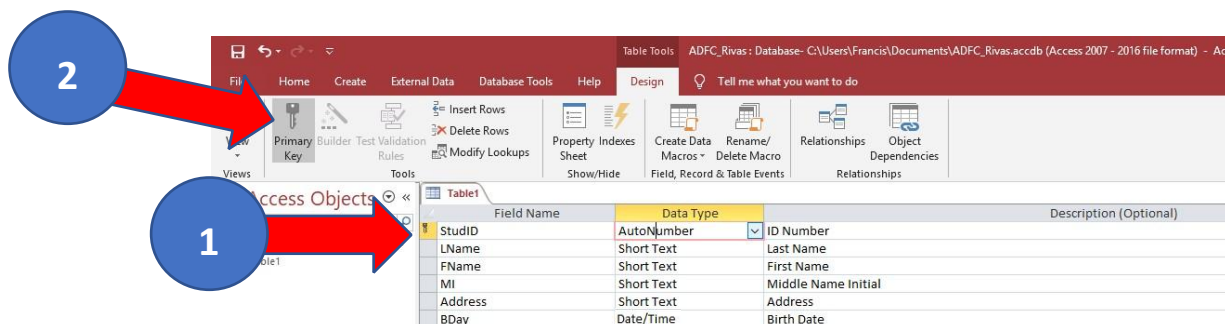 2
Table Tools ADFC_Rivas : Database- C:\Users\Francis\Documents\ADFC_Rivas.accdb (Access 2007 - 2016 file format) - Ac
File Home Create External Data Database Tools Help Design Tell me what you want to do
View Primary Key Builder Test Validation Rules Insert Rows Delete Rows Modify Lookups Property Sheet Indexes Create Data Macros Rename/ Delete Macro Relationships Object Dependencies
Views Tools Show/Hide Field, Record & Table Events Relationships
ccess Objects « Table1
Field Name Data Type Description (Optional)
1
StudID AutoNumber ID Number
LName Short Text Last Name
ble1
FName Short Text First Name
MI Short Text Middle Name Initial
Address Short Text Address
BDay Date/Time Birth Date